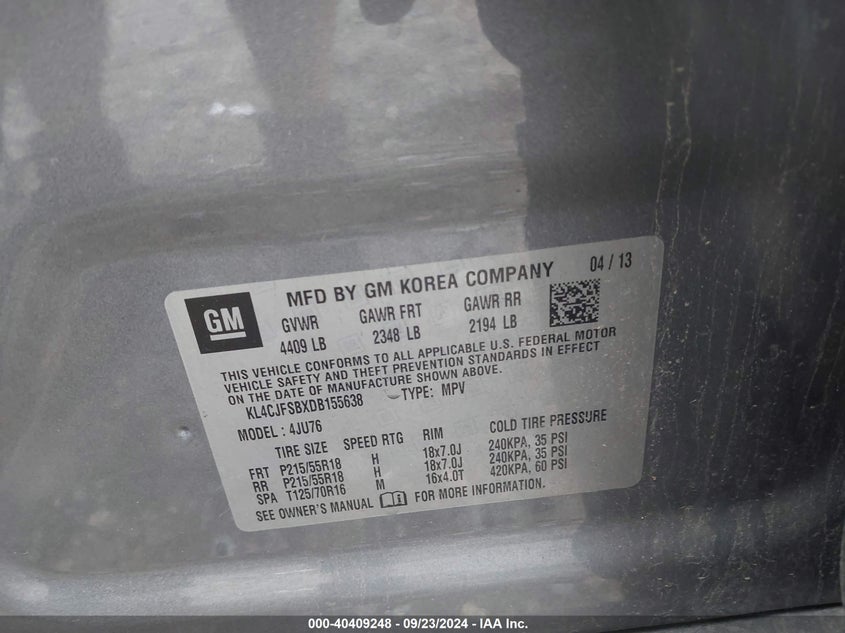 GM
MFD BY GM KOREA COMPANY 04 / 13
GVWR GAWR FRT GAWR RR
4409 LB 2348 LB 2194 LB
THIS VEHICLE CONFORMS TO ALL APPLICABLE U.S. FEDERAL MOTOR
VEHICLE SAFETY AND THEFT PREVENTION STANDARDS IN EFFECT
ON THE DATE OF MANUFACTURE SHOWN ABOVE.
KL4CJFSBXDB155638 TYPE: MPV
MODEL : 4JU76
TIRE SIZE SPEED RTG RIM COLD TIRE PRESSURE
FRT P215/55R18 H 18x7.0J 240KPA, 35 PSI
RR P215/55R18 H 18x7.0J 240KPA, 35 PSI
SPA T125/70R16 M 16x4.0T 420KPA, 60 PSI
SEE OWNER'S MANUAL FOR MORE INFORMATION.
000-40409248 - 09/23/2024 - IAA Inc.